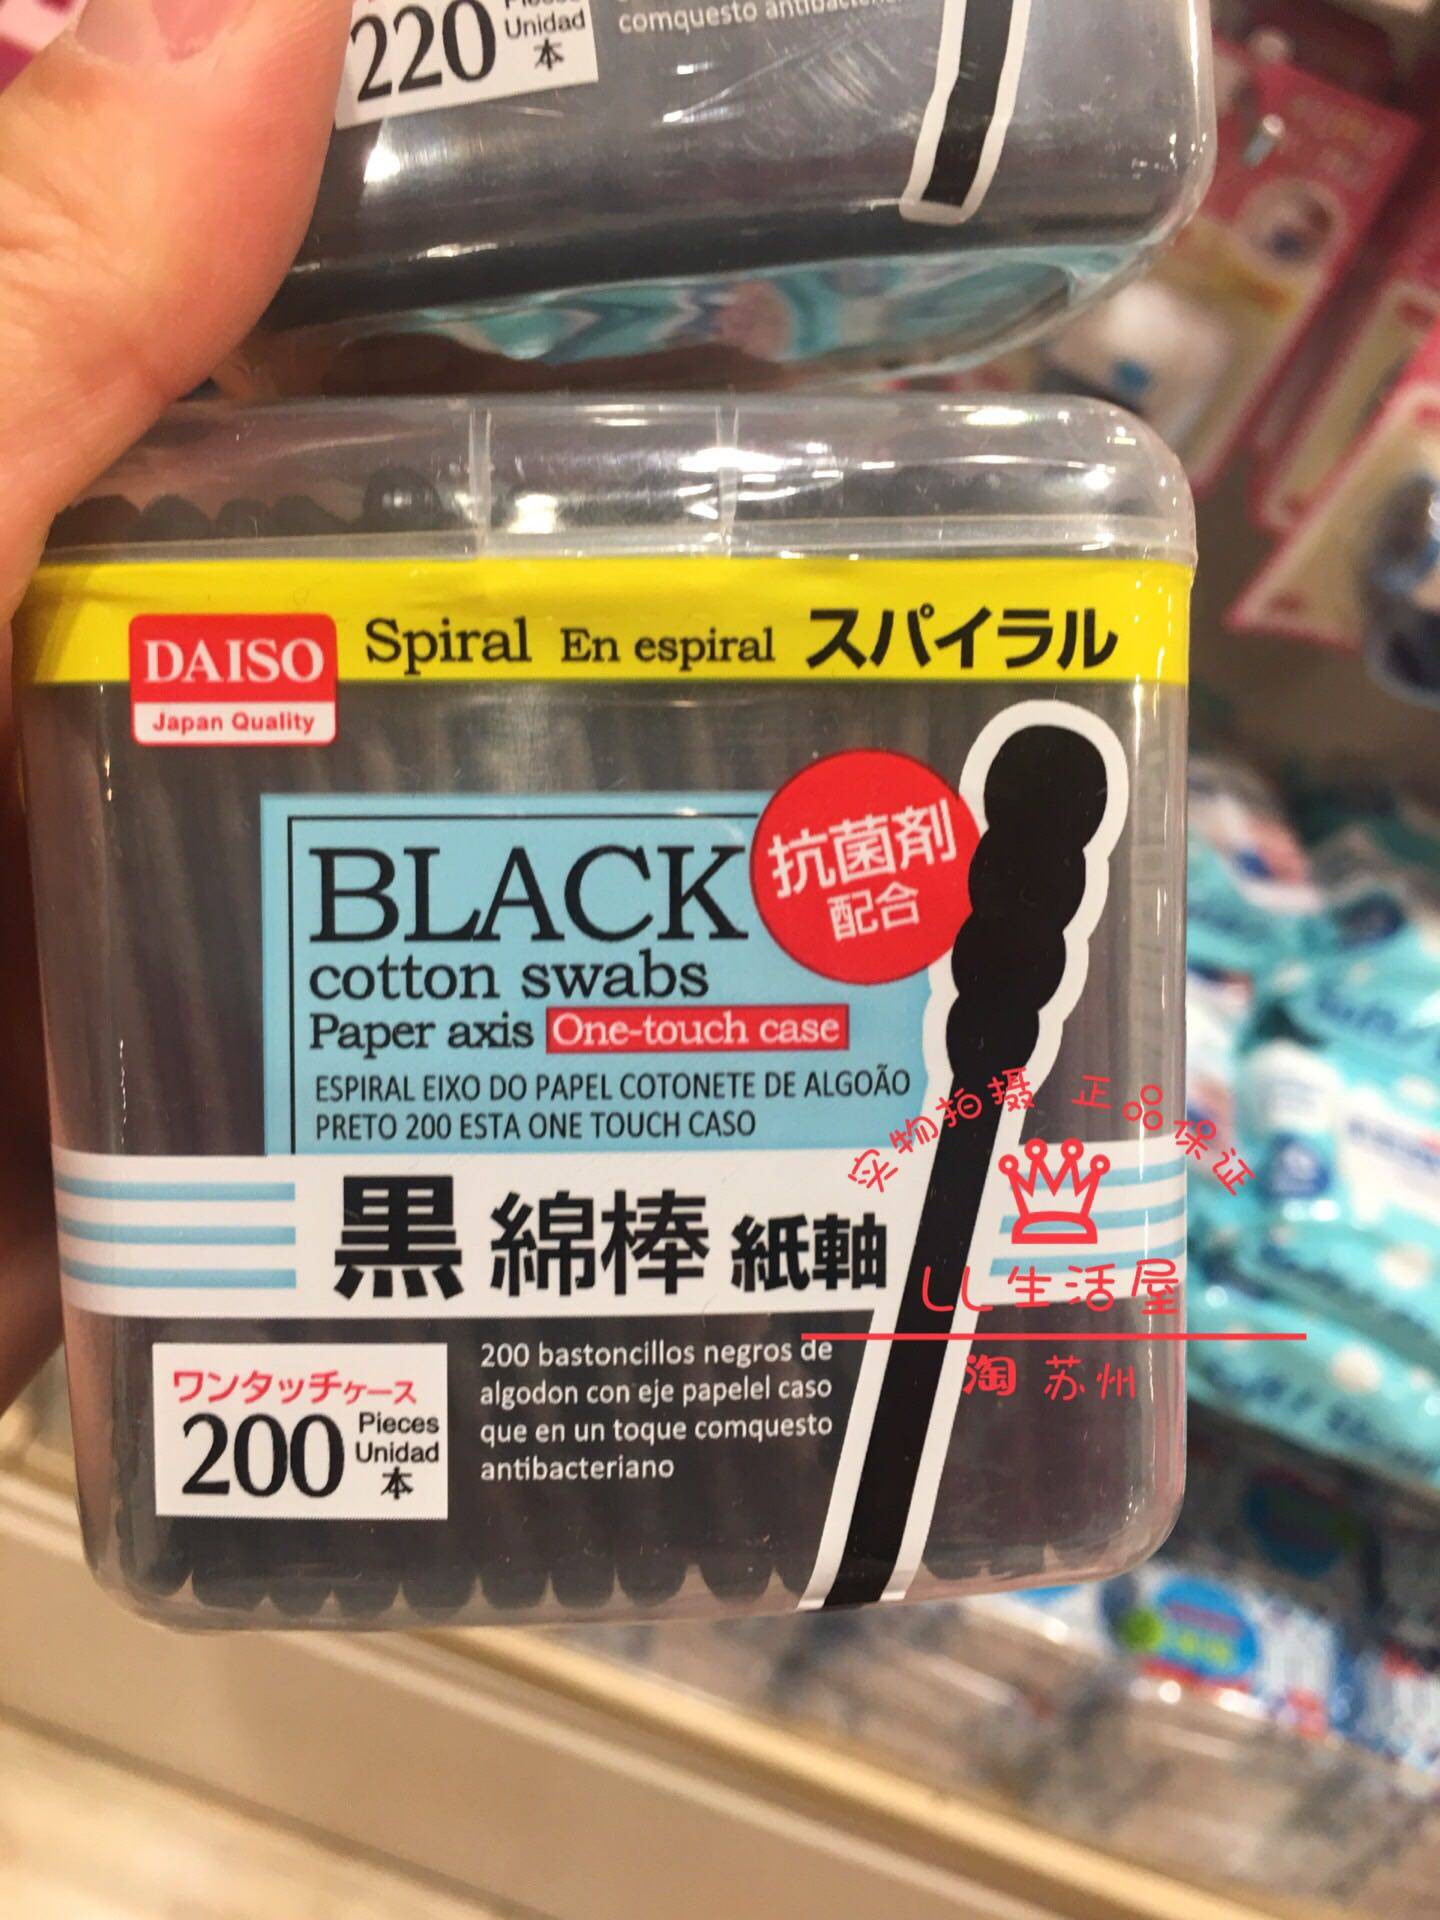 220
Unidad
本
comquesto
Spiral En espiral スパイラル
DAISO
Japan Quality
抗菌剤
配合
BLACK
cotton swabs
Paper axis One-touch case
ESPIRAL EIXO DO PAPEL COTONETE DE ALGOÃO
PRETO 200 ESTA ONE TOUCH CASO
实物拍摄 正品保证
黒 綿棒 紙軸
LL生活屋
淘 苏州
ワンタッチケース
200 Pieces
Unidad
本
200 bastoncillos negros de
algodon con eje papelel caso
que en un toque comquesto
antibacteriano